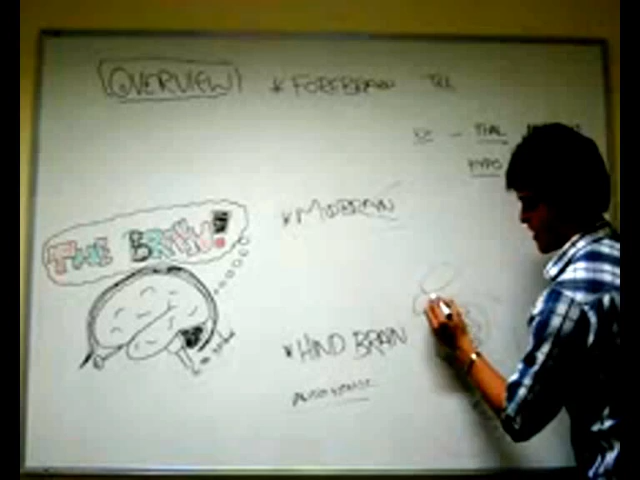 OVERVIEW * FOREBRAIN TEL
DI - THAL
HYPO
* MIDBRAIN
THE BRAIN!
* HIND BRAIN